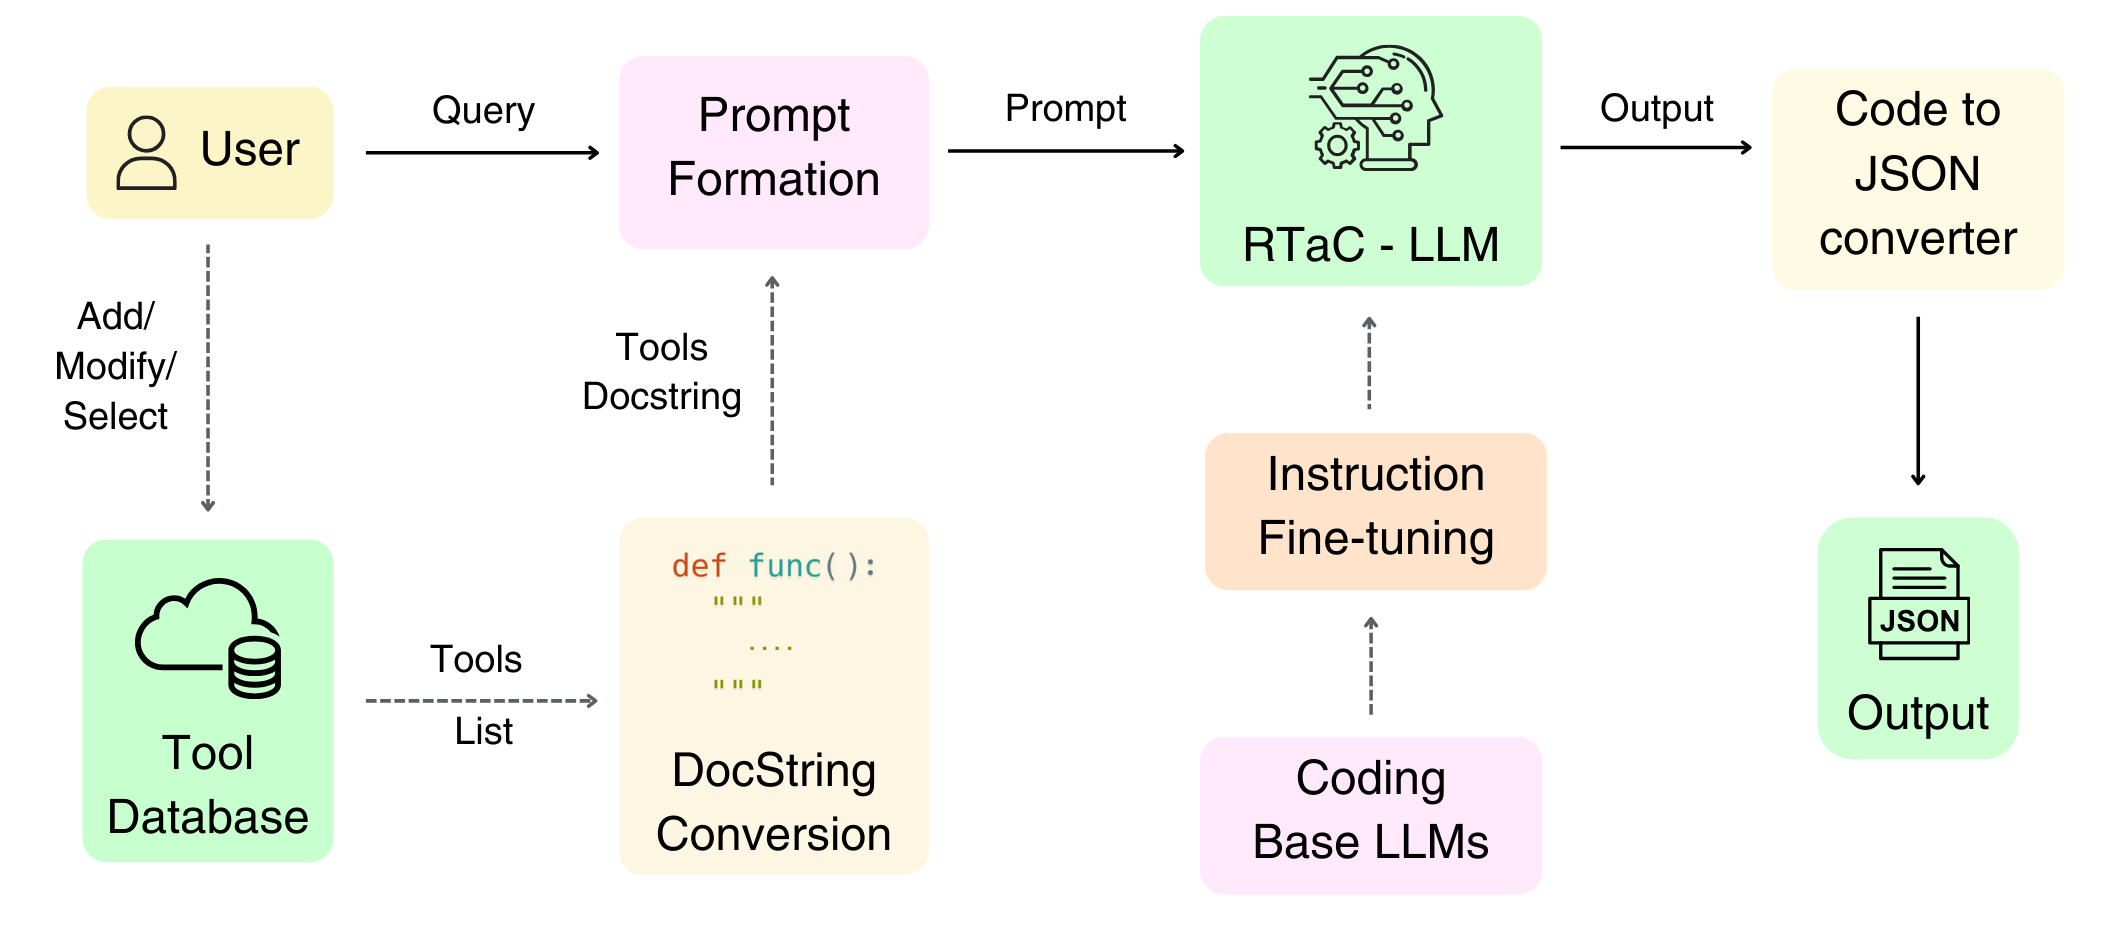 User
Query
Prompt
Formation
Prompt
RTaC - LLM
Output
Code to
JSON
converter
Add/
Modify/
Select
Tools
Docstring
Instruction
Fine-tuning
Tool
Database
Tools
List
def func():
"""
....
"""
DocString
Conversion
Coding
Base LLMs
JSON
Output